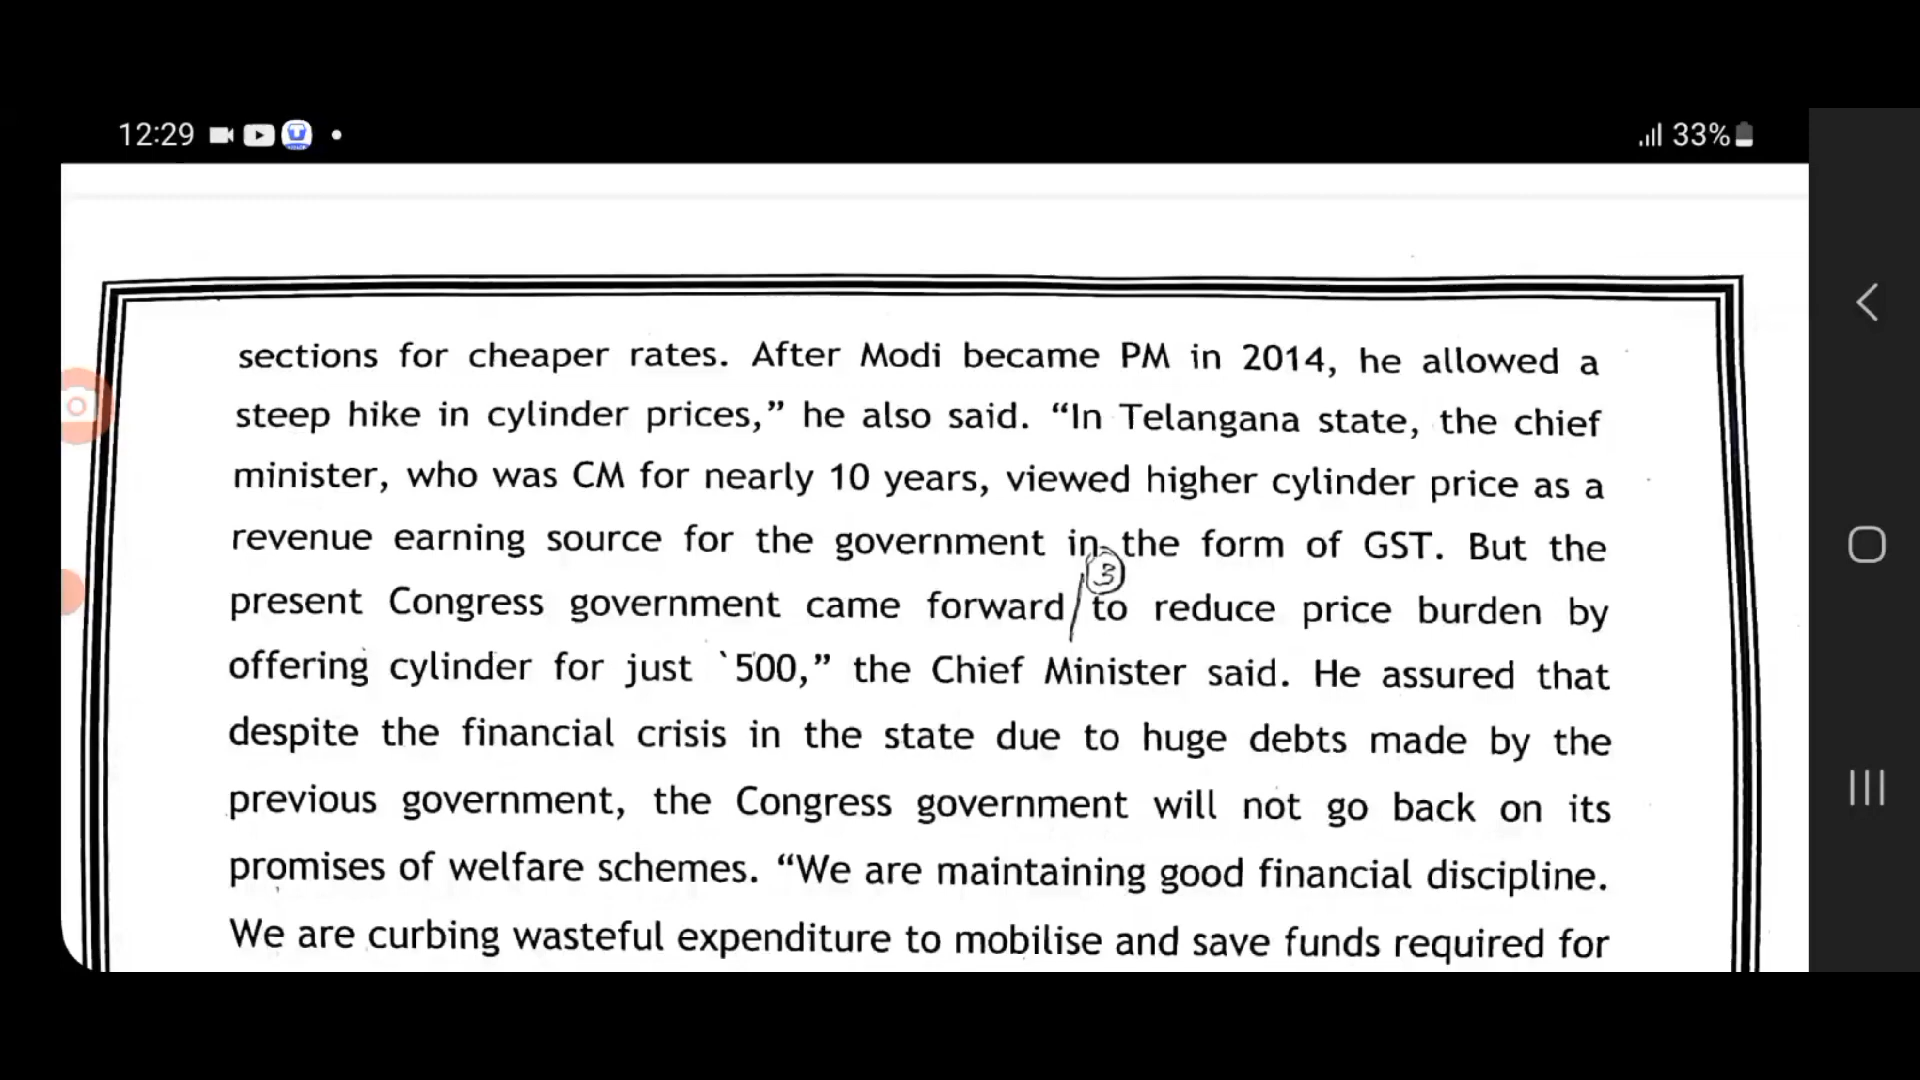 12:29
33%
sections for cheaper rates. After Modi became PM in 2014, he allowed a
steep hike in cylinder prices,” he also said. “In Telangana state, the chief
minister, who was CM for nearly 10 years, viewed higher cylinder price as a
revenue earning source for the government in the form of GST. But the
3
present Congress government came forward / to reduce price burden by
offering cylinder for just `500,” the Chief Minister said. He assured that
despite the financial crisis in the state due to huge debts made by the
previous government, the Congress government will not go back on its
promises of welfare schemes. “We are maintaining good financial discipline.
We are curbing wasteful expenditure to mobilise and save funds required for